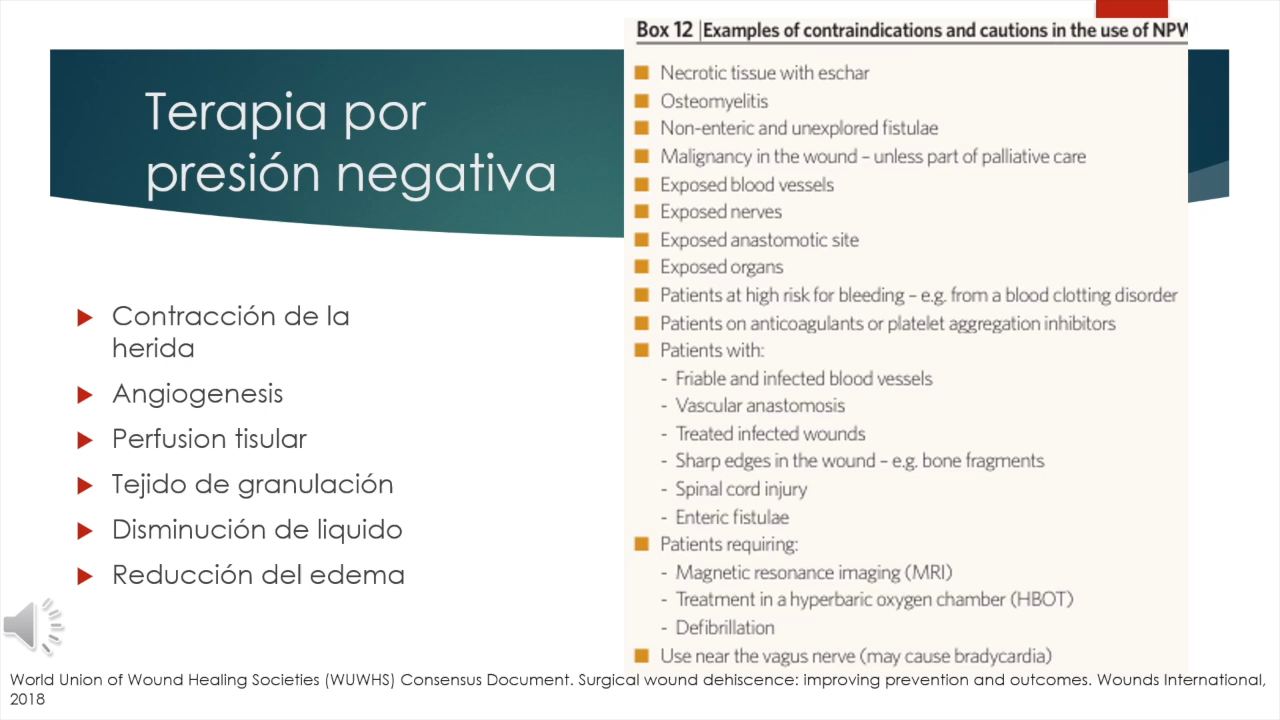 Terapia por
presión negativa
Contracción de la
herida
Angiogenesis
Perfusion tisular
Tejido de granulación
Disminución de liquido
Reducción del edema
Box 12 | Examples of contraindications and cautions in the use of NPW
Necrotic tissue with eschar
Osteomyelitis
Non-enteric and unexplored fistulae
Malignancy in the wound – unless part of palliative care
Exposed blood vessels
Exposed nerves
Exposed anastomotic site
Exposed organs
Patients at high risk for bleeding – e.g. from a blood clotting disorder
Patients on anticoagulants or platelet aggregation inhibitors
Patients with:
- Friable and infected blood vessels
- Vascular anastomosis
- Treated infected wounds
- Sharp edges in the wound – e.g. bone fragments
- Spinal cord injury
- Enteric fistulae
Patients requiring:
- Magnetic resonance imaging (MRI)
- Treatment in a hyperbaric oxygen chamber (HBOT)
- Defibrillation
Use near the vagus nerve (may cause bradycardia)
World Union of Wound Healing Societies (WUWHS) Consensus Document. Surgical wound dehiscence: improving prevention and outcomes. Wounds International,
2018